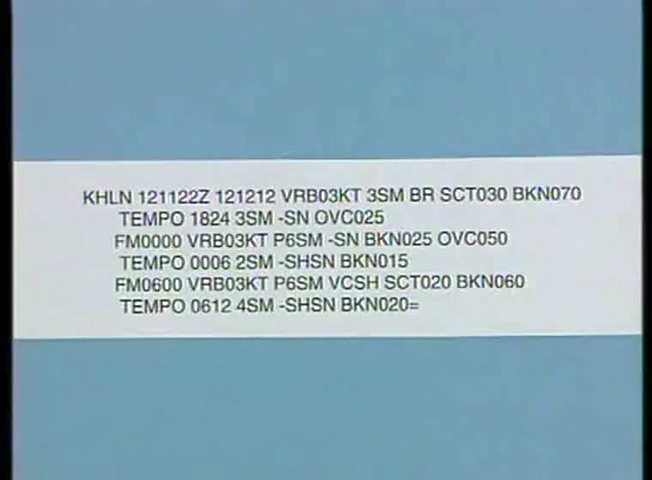 KHLN 121122Z 121212 VRB03KT 3SM BR SCT030 BKN070
TEMPO 1824 3SM -SN OVC025
FM0000 VRB03KT P6SM -SN BKN025 OVC050
TEMPO 0006 2SM -SHSN BKN015
FM0600 VRB03KT P6SM VCSH SCT020 BKN060
TEMPO 0612 4SM -SHSN BKN020=